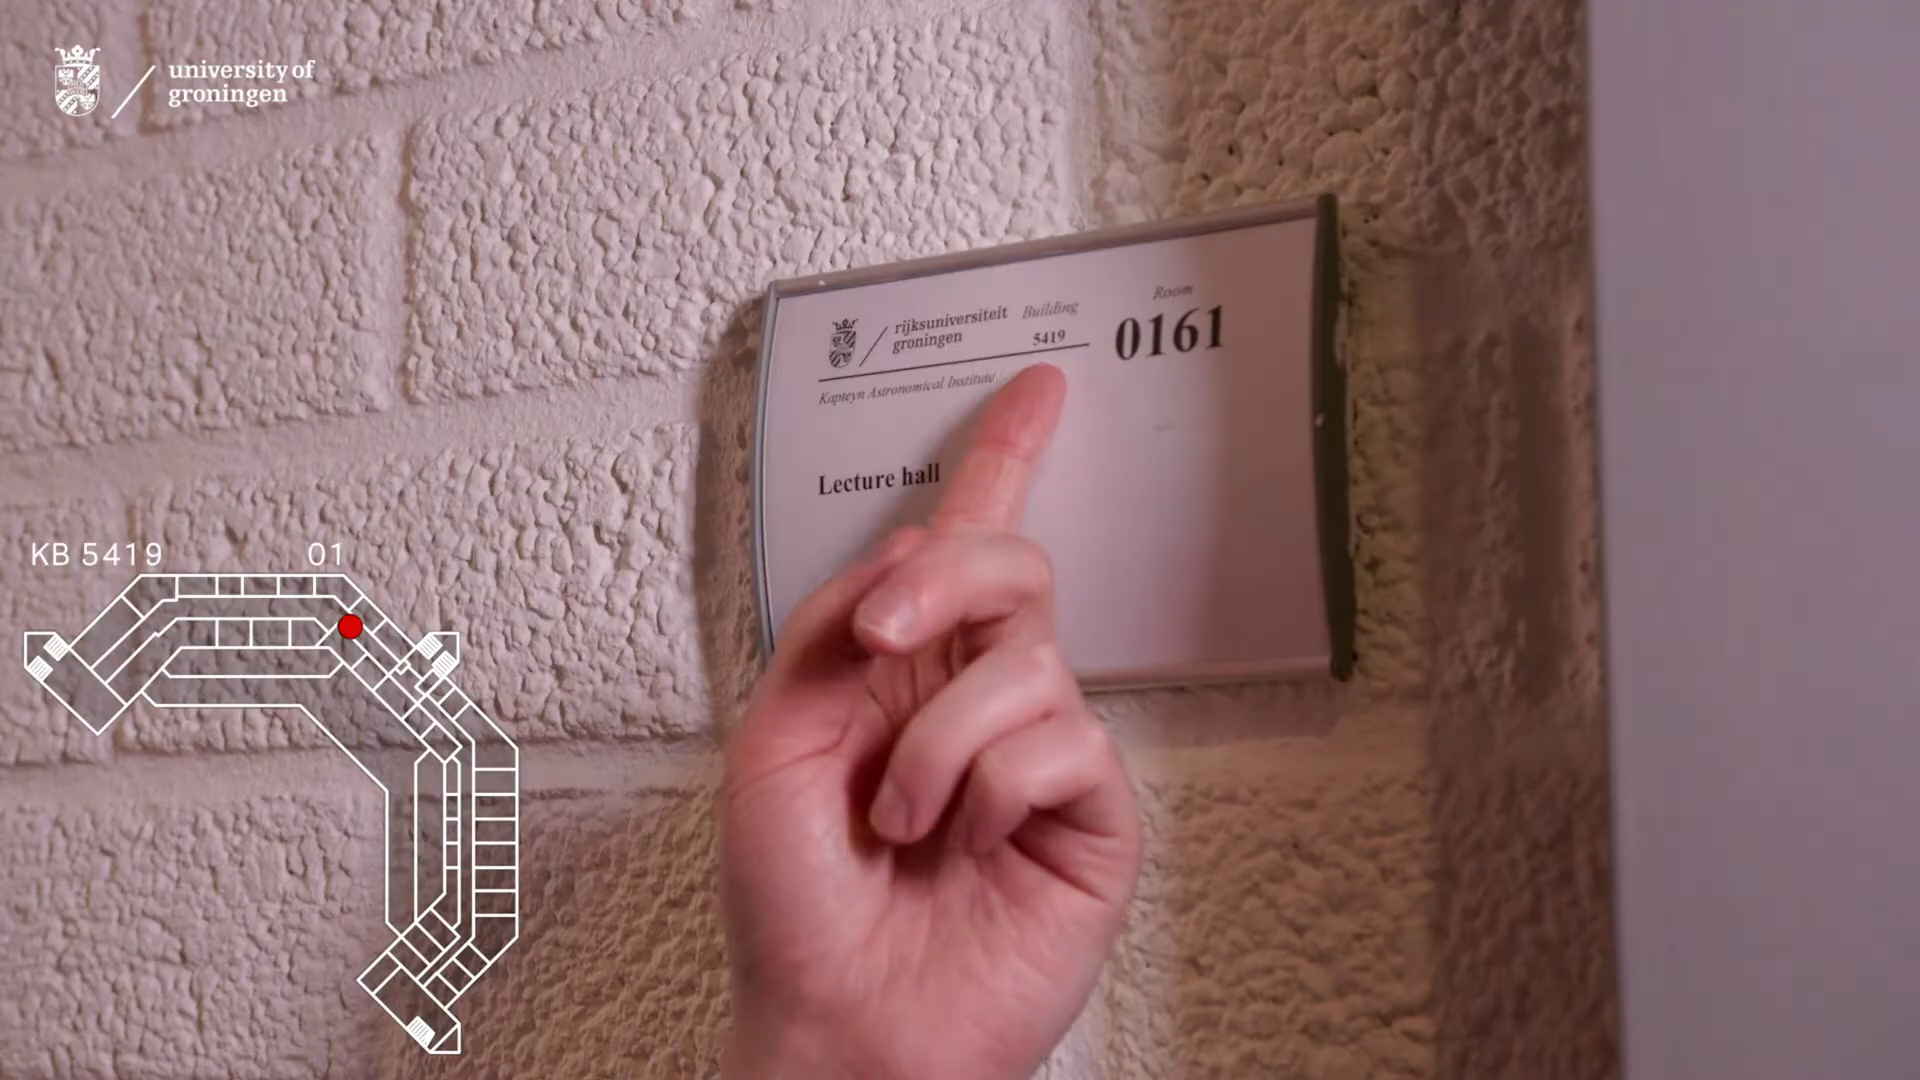 university of
groningen
rijksuniversiteit
groningen
Building
5419
Room
0161
Kapteyn Astronomical Institute
Lecture hall
KB 5419
01